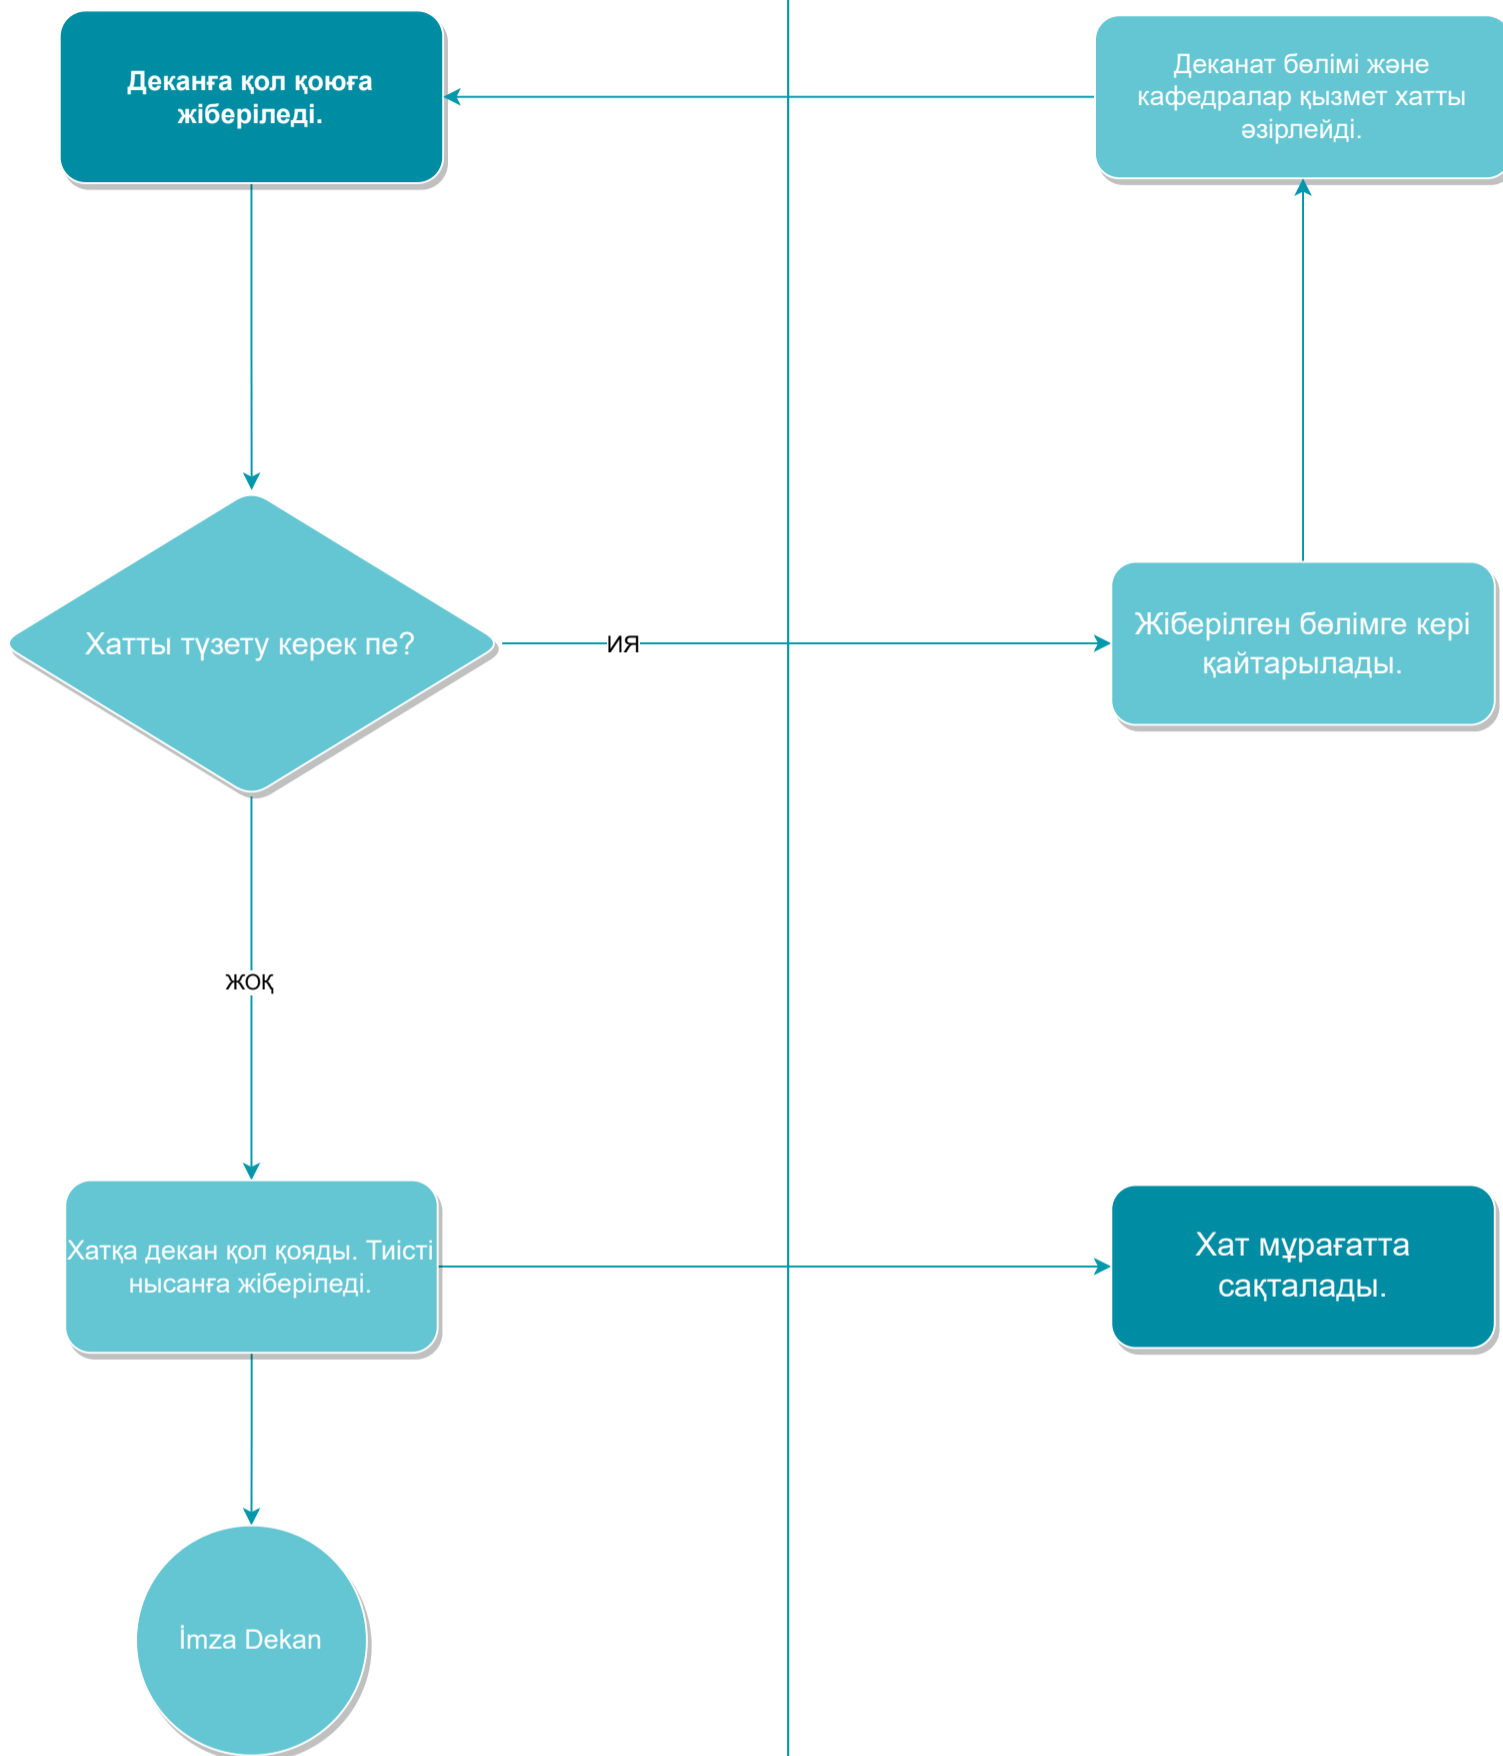 Деканға қол қоюға
жіберіледі.
Деканат бөлімі және
кафедралар қызмет хатты
әзірлейді.
Хатты түзету керек пе?
ИЯ
Жіберілген бөлімге кері
қайтарылады.
ЖОҚ
Хатқа декан қол қояды. Тиісті
нысанға жіберіледі.
Хат мұрағатта
сақталады.
İmza Dekan